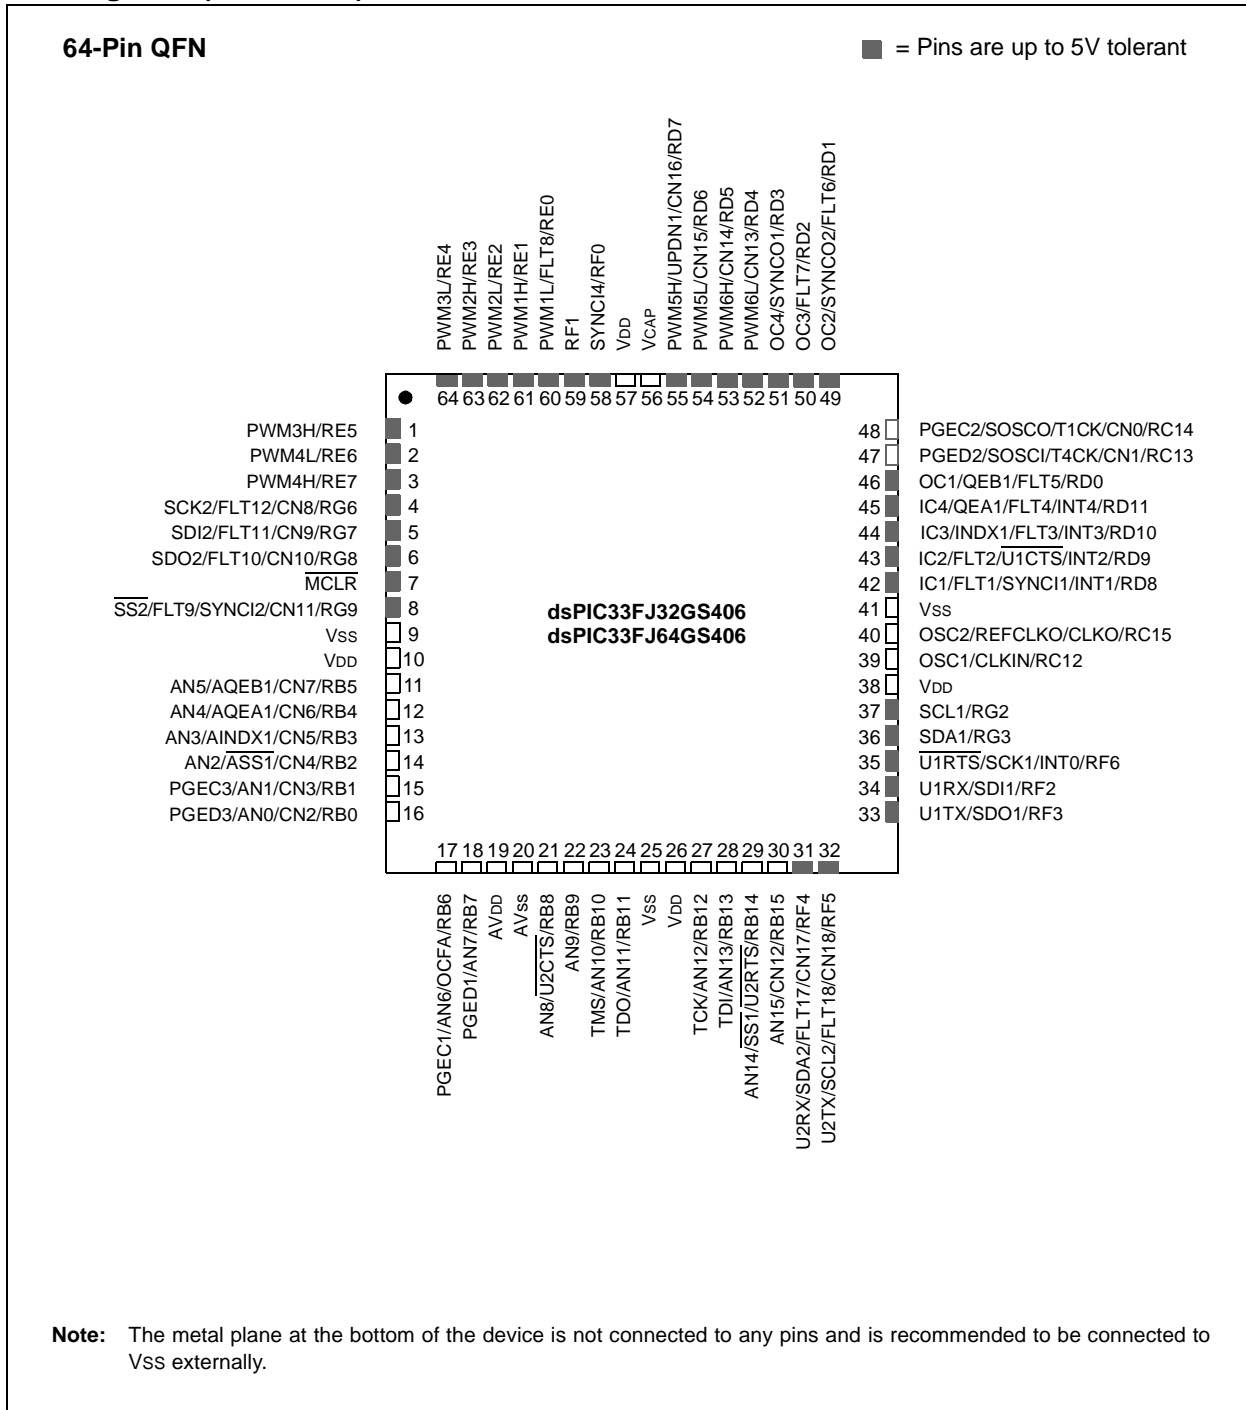 64-Pin QFN
= Pins are up to 5V tolerant
PWM3L/RE4
PWM2H/RE3
PWM2L/RE2
PWM1H/RE1
PWM1L/FLT8/RE0
RF1
SYNCI4/RF0
VDD
VCAP
PWM5H/UPDN1/CN16/RD7
PWM5L/CN15/RD6
PWM6H/CN14/RD5
PWM6L/CN13/RD4
OC4/SYNCO1/RD3
OC3/FLT7/RD2
OC2/SYNCO2/FLT6/RD1
64 63 62 61 60 59 58 57 56 55 54 53 52 51 50 49
PWM3H/RE5 1
PWM4L/RE6 2
PWM4H/RE7 3
SCK2/FLT12/CN8/RG6 4
SDI2/FLT11/CN9/RG7 5
SDO2/FLT10/CN10/RG8 6
MCLR 7
SS2/FLT9/SYNCI2/CN11/RG9 8
VSS 9
VDD 10
AN5/AQEB1/CN7/RB5 11
AN4/AQEA1/CN6/RB4 12
AN3/AINDX1/CN5/RB3 13
AN2/ASS1/CN4/RB2 14
PGEC3/AN1/CN3/RB1 15
PGED3/AN0/CN2/RB0 16
dsPIC33FJ32GS406
dsPIC33FJ64GS406
48 PGEC2/SOSCO/T1CK/CN0/RC14
47 PGED2/SOSCI/T4CK/CN1/RC13
46 OC1/QEB1/FLT5/RD0
45 IC4/QEA1/FLT4/INT4/RD11
44 IC3/INDX1/FLT3/INT3/RD10
43 IC2/FLT2/U1CTS/INT2/RD9
42 IC1/FLT1/SYNCI1/INT1/RD8
41 VSS
40 OSC2/REFCLKO/CLKO/RC15
39 OSC1/CLKIN/RC12
38 VDD
37 SCL1/RG2
36 SDA1/RG3
35 U1RTS/SCK1/INT0/RF6
34 U1RX/SDI1/RF2
33 U1TX/SDO1/RF3
17 18 19 20 21 22 23 24 25 26 27 28 29 30 31 32
PGEC1/AN6/OCFA/RB6
PGED1/AN7/RB7
AVDD
AVSS
AN8/U2CTS/RB8
AN9/RB9
TMS/AN10/RB10
TDO/AN11/RB11
VSS
VDD
TCK/AN12/RB12
TDI/AN13/RB13
AN14/SS1/U2RTS/RB14
AN15/CN12/RB15
U2RX/SDA2/FLT17/CN17/RF4
U2TX/SCL2/FLT18/CN18/RF5
Note: The metal plane at the bottom of the device is not connected to any pins and is recommended to be connected to
VSS externally.